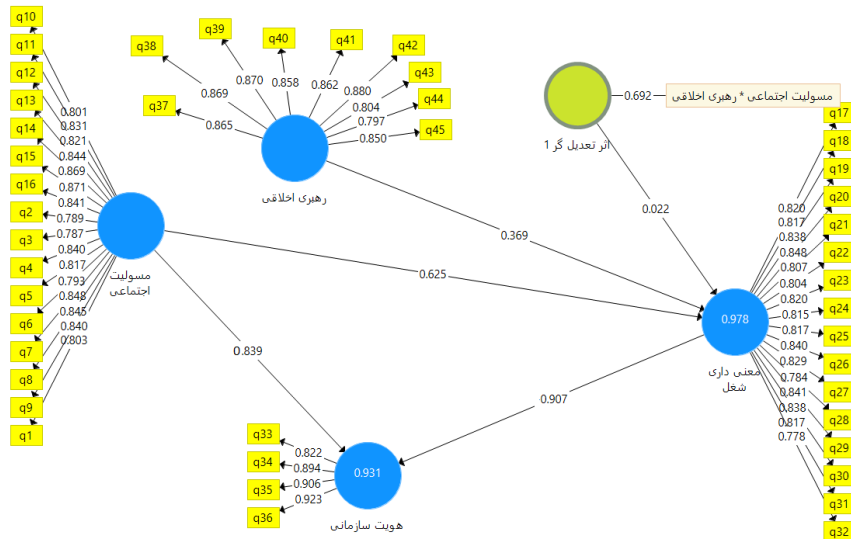 q10
q11
q12
q13
q14
q15
q16
q2
q3
q4
q5
q6
q7
q8
q9
q1
0.801
0.831
0.821
0.844
0.869
0.871
0.841
0.789
0.787
0.840
0.817
0.793
0.848
0.845
0.840
0.803
مسولیت
اجتماعی
q37
q38
q39
q40
q41
q42
q43
q44
q45
0.865
0.869
0.870
0.858
0.862
0.880
0.804
0.797
0.850
رهبری اخلاقی
اثر تعدیل گر 1
0.692
مسولیت اجتماعی * رهبری اخلاقی
0.022
0.369
0.625
0.839
0.907
0.978
معنی داری
شغل
0.820
0.817
0.838
0.848
0.807
0.804
0.820
0.815
0.817
0.840
0.829
0.784
0.841
0.838
0.817
0.778
q17
q18
q19
q20
q21
q22
q23
q24
q25
q26
q27
q28
q29
q30
q31
q32
q33
q34
q35
q36
0.822
0.894
0.906
0.923
0.931
هویت سازمانی